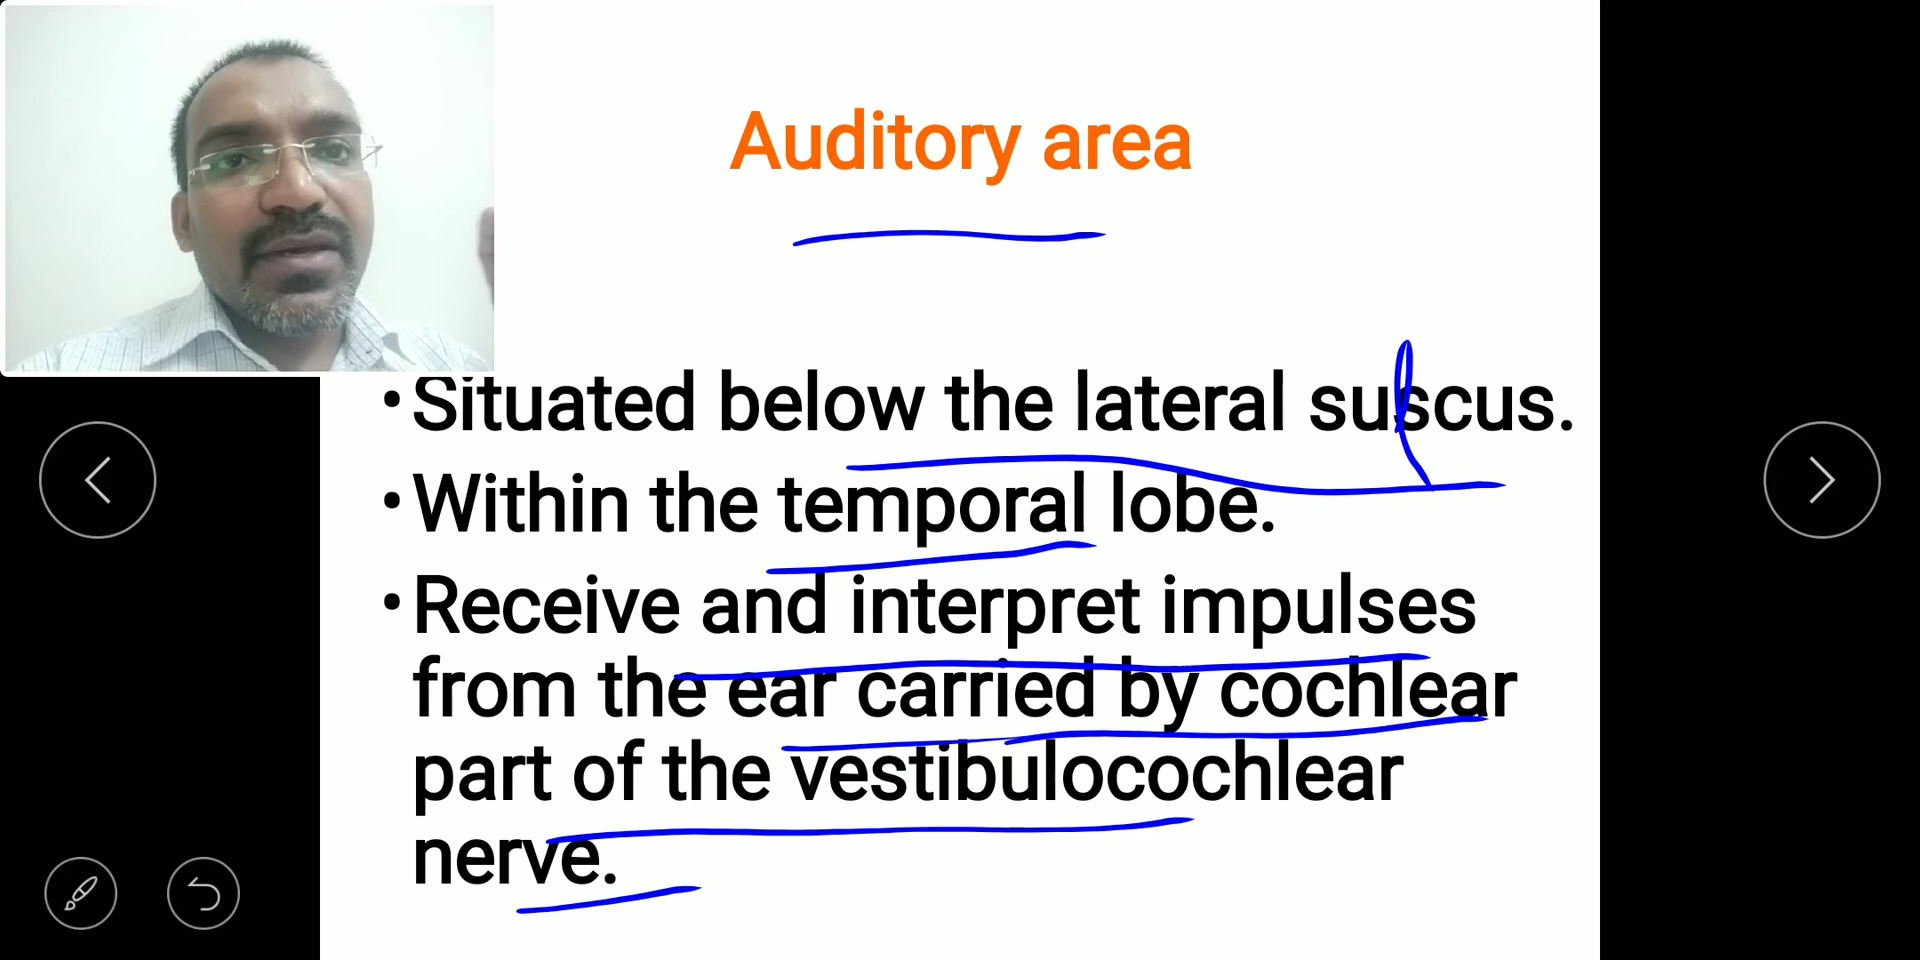 Auditory area
•Situated below the lateral suscus.
•Within the temporal lobe.
•Receive and interpret impulses
from the ear carried by cochlear
part of the vestibulocochlear
nerve.